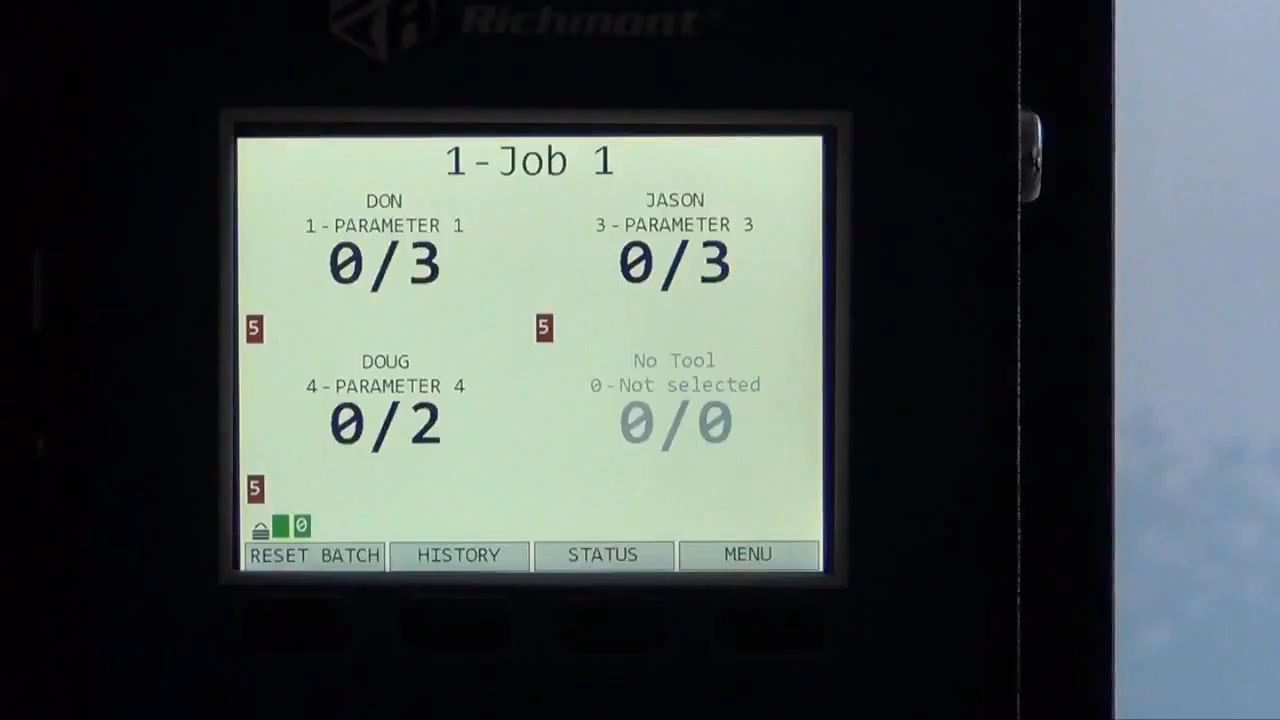 Richmont
1-Job 1
DON
1-PARAMETER 1
0/3
5
JASON
3-PARAMETER 3
0/3
5
DOUG
4-PARAMETER 4
0/2
5
No Tool
0-Not selected
0/0
0
RESET BATCH
HISTORY
STATUS
MENU